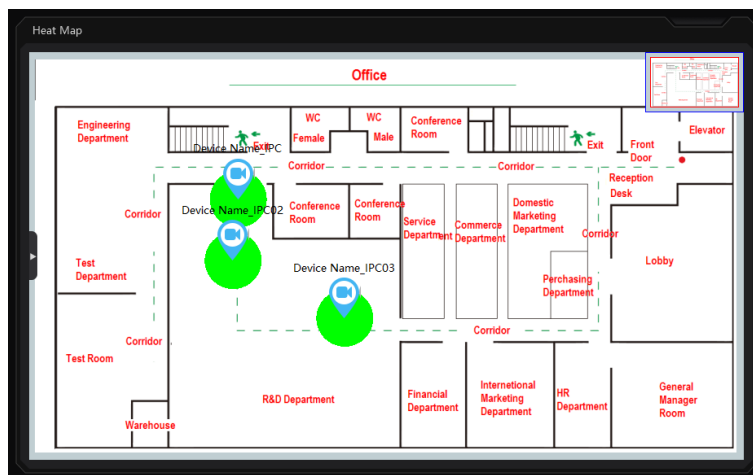 Heat Map
Office
Engineering
Department
WC
Female
WC
Male
Conference
Room
Exit
Exit
Front
Door
Elevator
Device Name_IPC
Corridor
Corridor
Reception
Desk
Device Name_IPC02
Corridor
Conference
Room
Conference
Room
Service
Department
Commerce
Department
Domestic
Marketing
Department
Corridor
Lobby
Test
Department
Device Name_IPC03
Perchasing
Department
Corridor
Corridor
Test Room
R&D Department
Financial
Department
International
Marketing
Department
HR
Department
General
Manager
Room
Warehouse